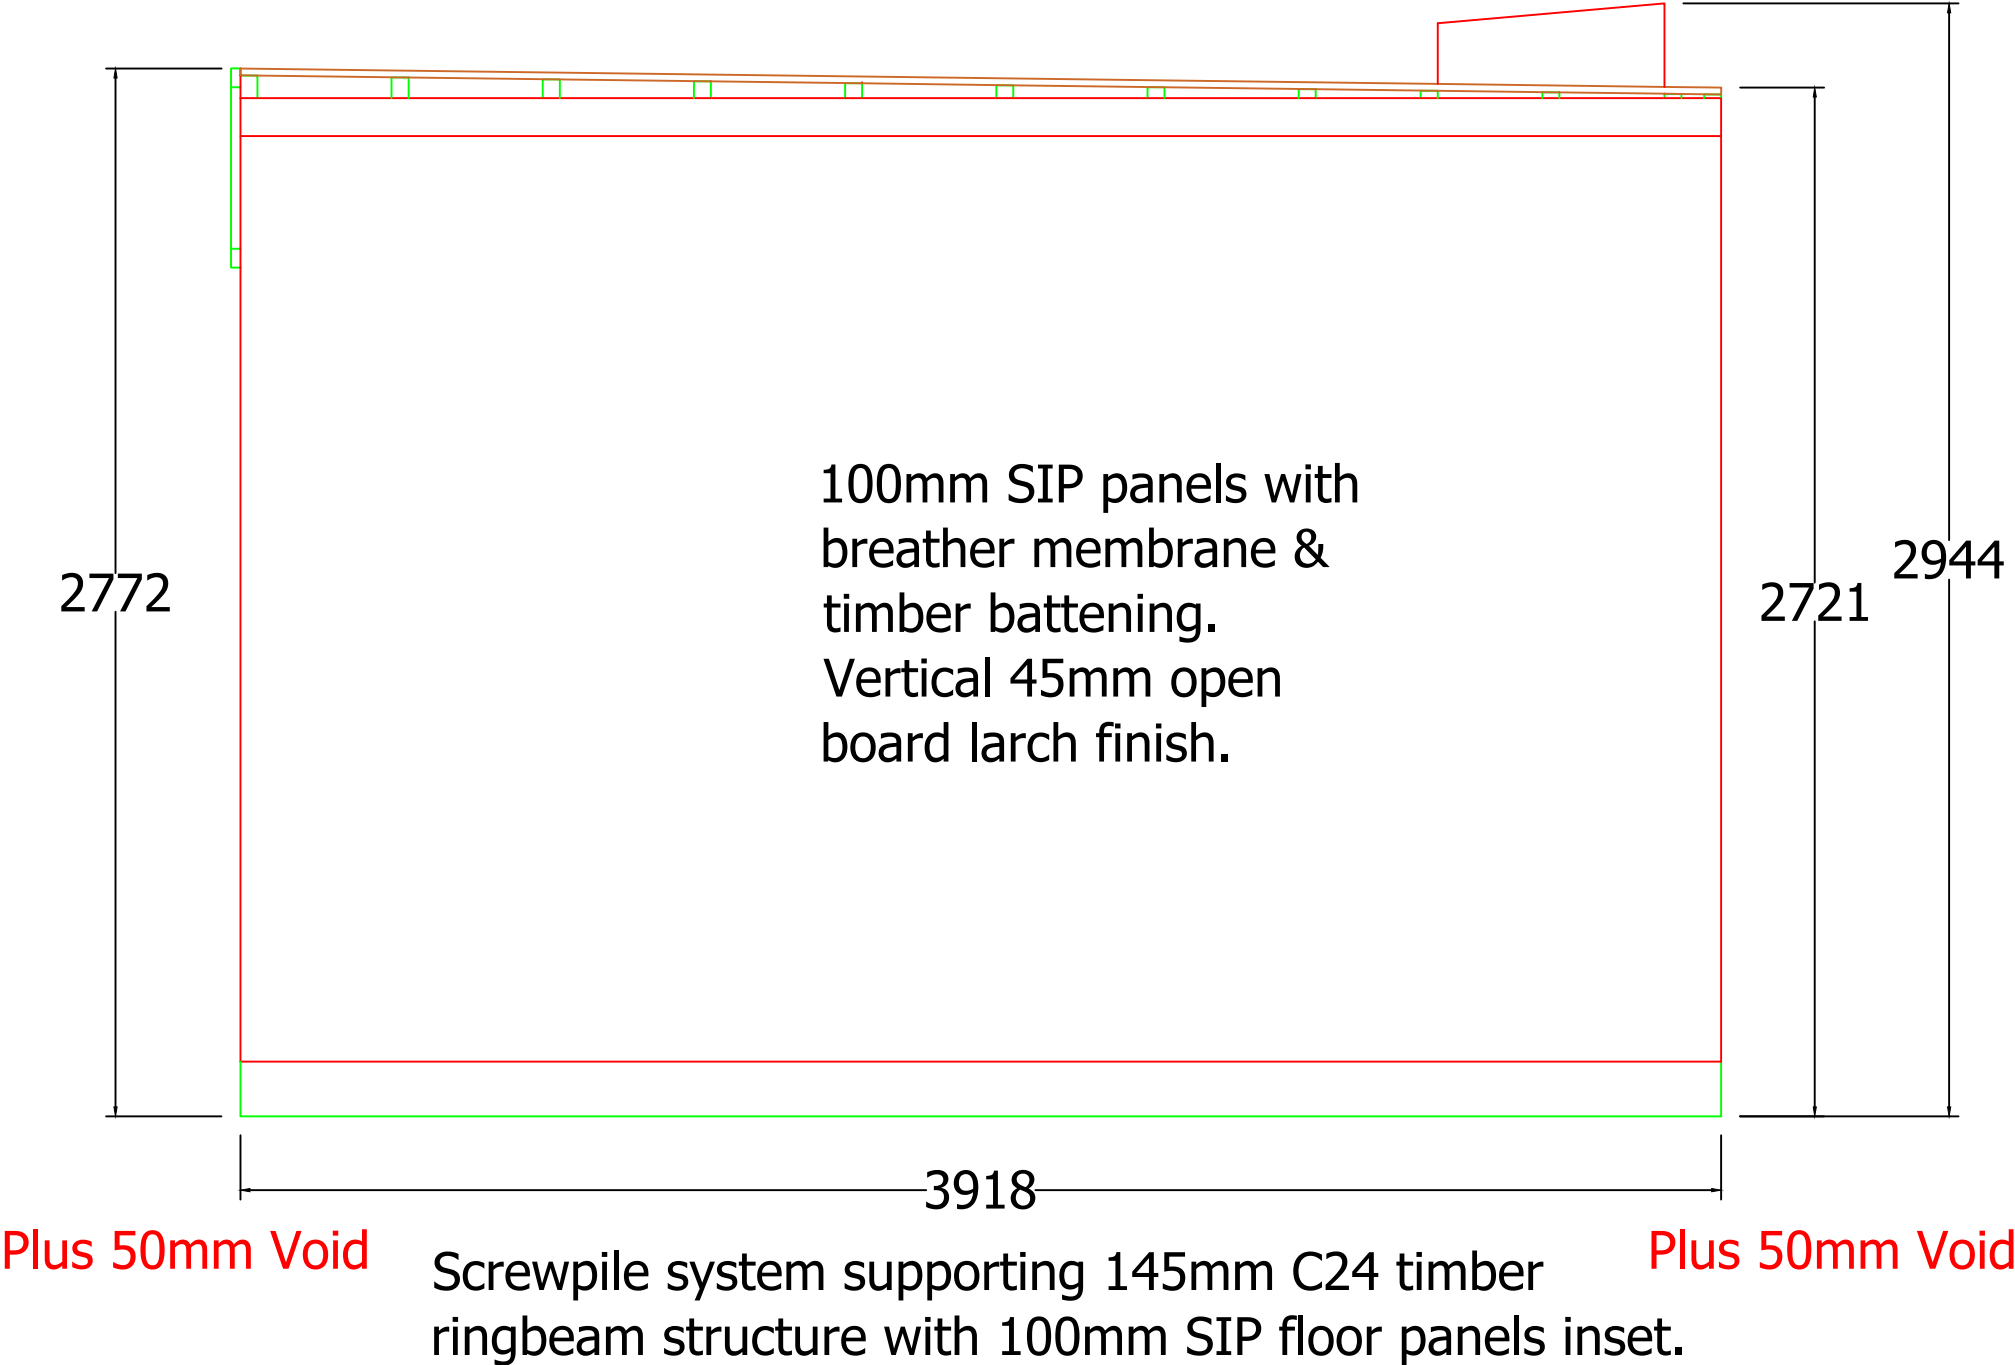 100mm SIP panels with
breather membrane &
timber battening.
Vertical 45mm open
board larch finish.
2772
2721
2944
3918
Plus 50mm Void
Plus 50mm Void
Screwpile system supporting 145mm C24 timber
ringbeam structure with 100mm SIP floor panels inset.